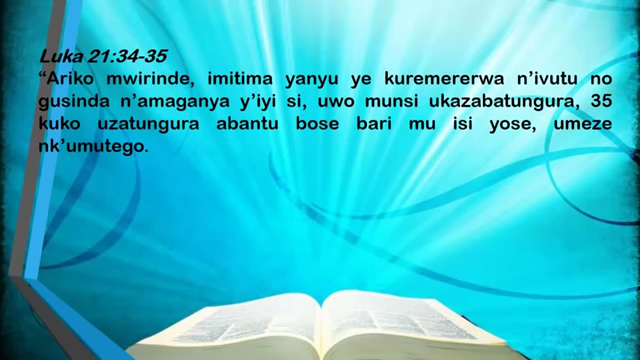 Luka 21:34-35
“Ariko mwirinde, imitima yanyu ye kuremererwa n’ivutu no
gusinda n’amaganya y’iyi si, uwo munsi ukazabatungura, 35
kuko uzatungura abantu bose bari mu isi yose, umeze
nk’umutego.